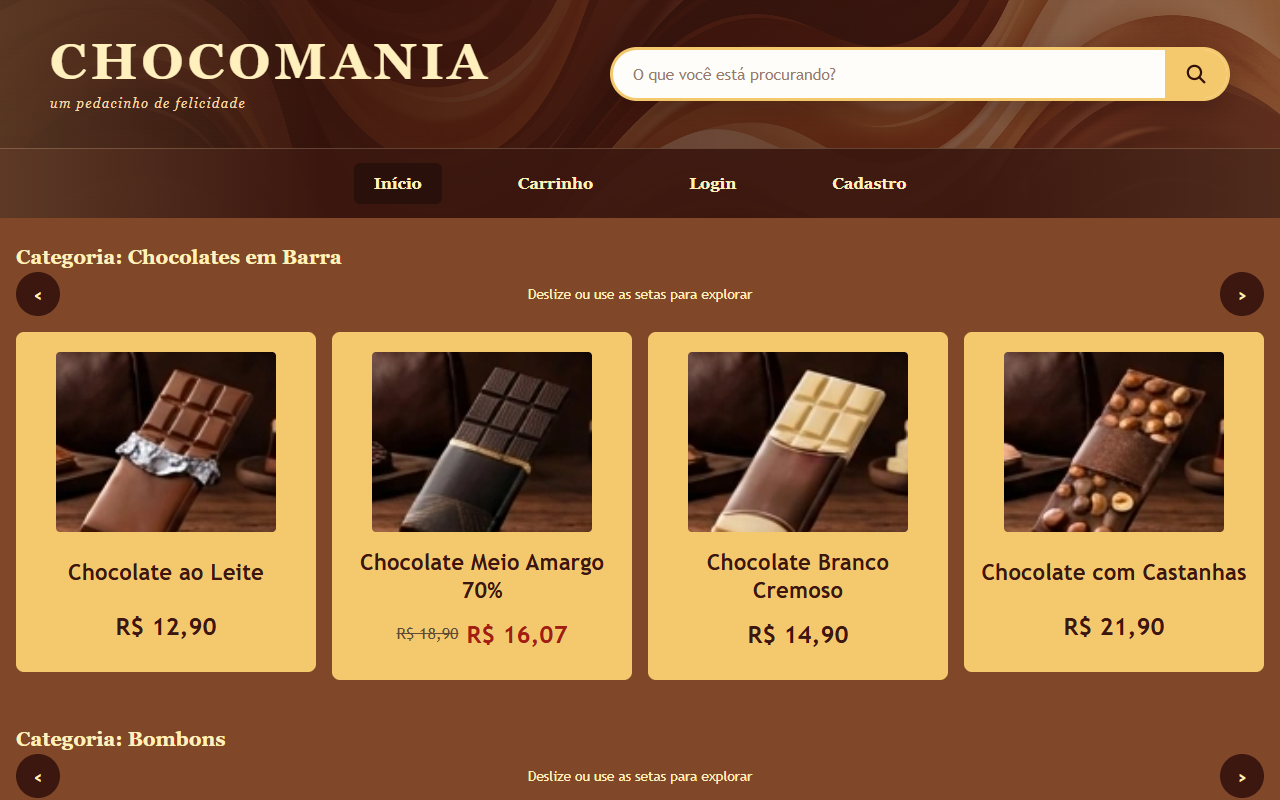 CHOCOMANIA
um pedacinho de felicidade
O que você está procurando?
Início Carrinho Login Cadastro
Categoria: Chocolates em Barra
< Deslize ou use as setas para explorar >
Chocolate ao Leite
R$ 12,90
Chocolate Meio Amargo
70%
R$ 18,90 R$ 16,07
Chocolate Branco
Cremoso
R$ 14,90
Chocolate com Castanhas
R$ 21,90
Categoria: Bombons
< Deslize ou use as setas para explorar >